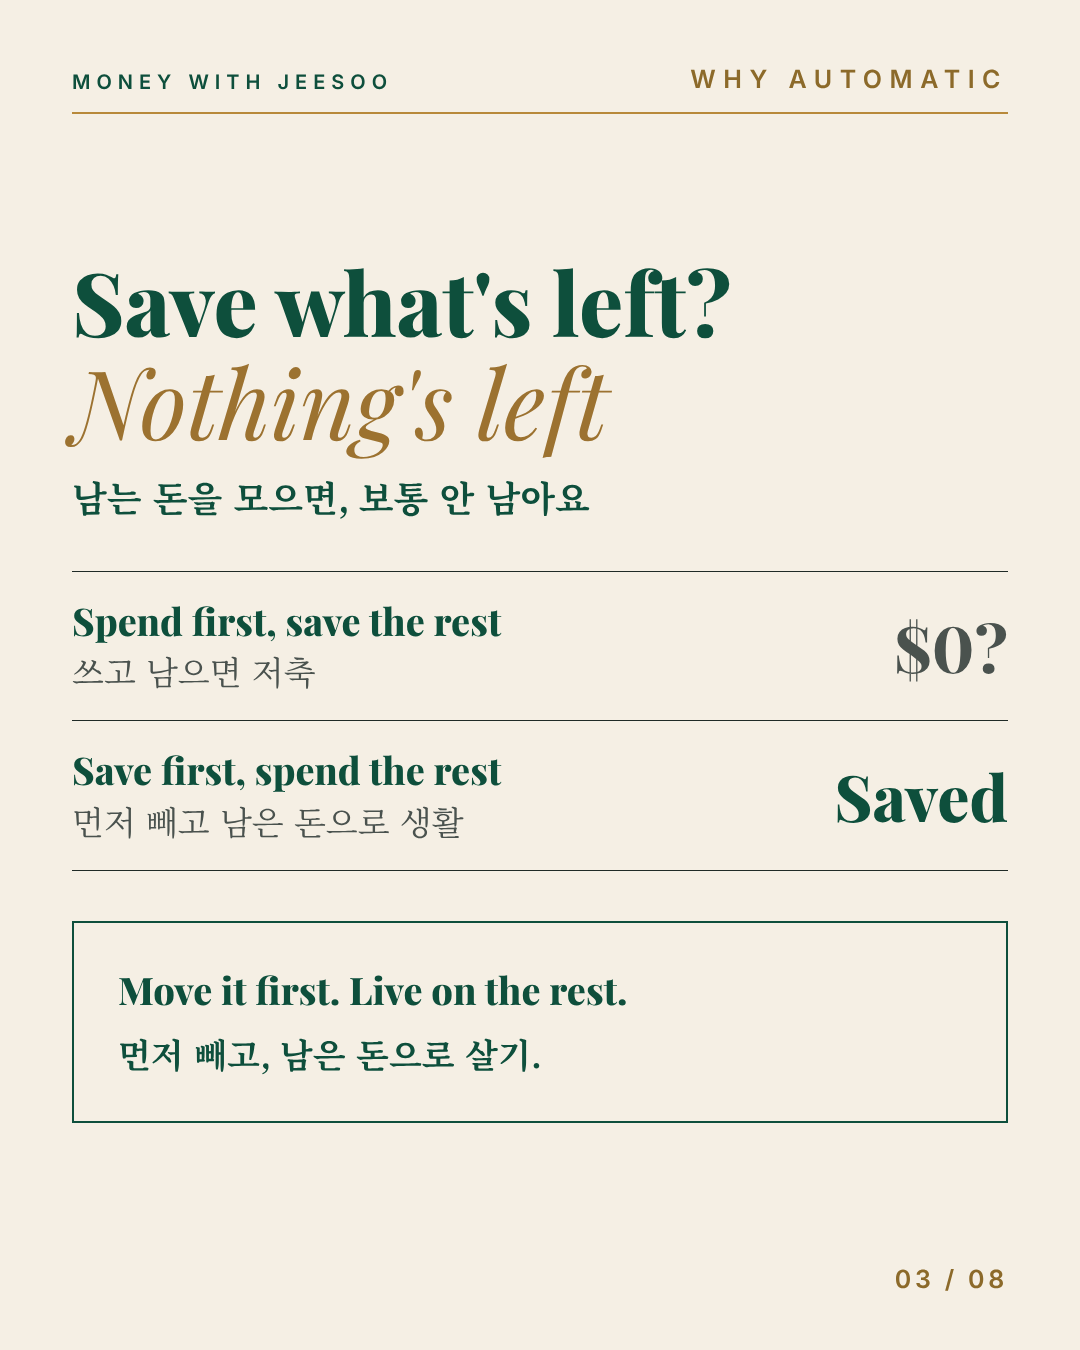 MONEY WITH JEESOO
WHY AUTOMATIC
Save what's left?
Nothing's left
남는 돈을 모으면, 보통 안 남아요
Spend first, save the rest
쓰고 남으면 저축
$0?
Save first, spend the rest
먼저 빼고 남은 돈으로 생활
Saved
Move it first. Live on the rest.
먼저 빼고, 남은 돈으로 살기.
03 / 08